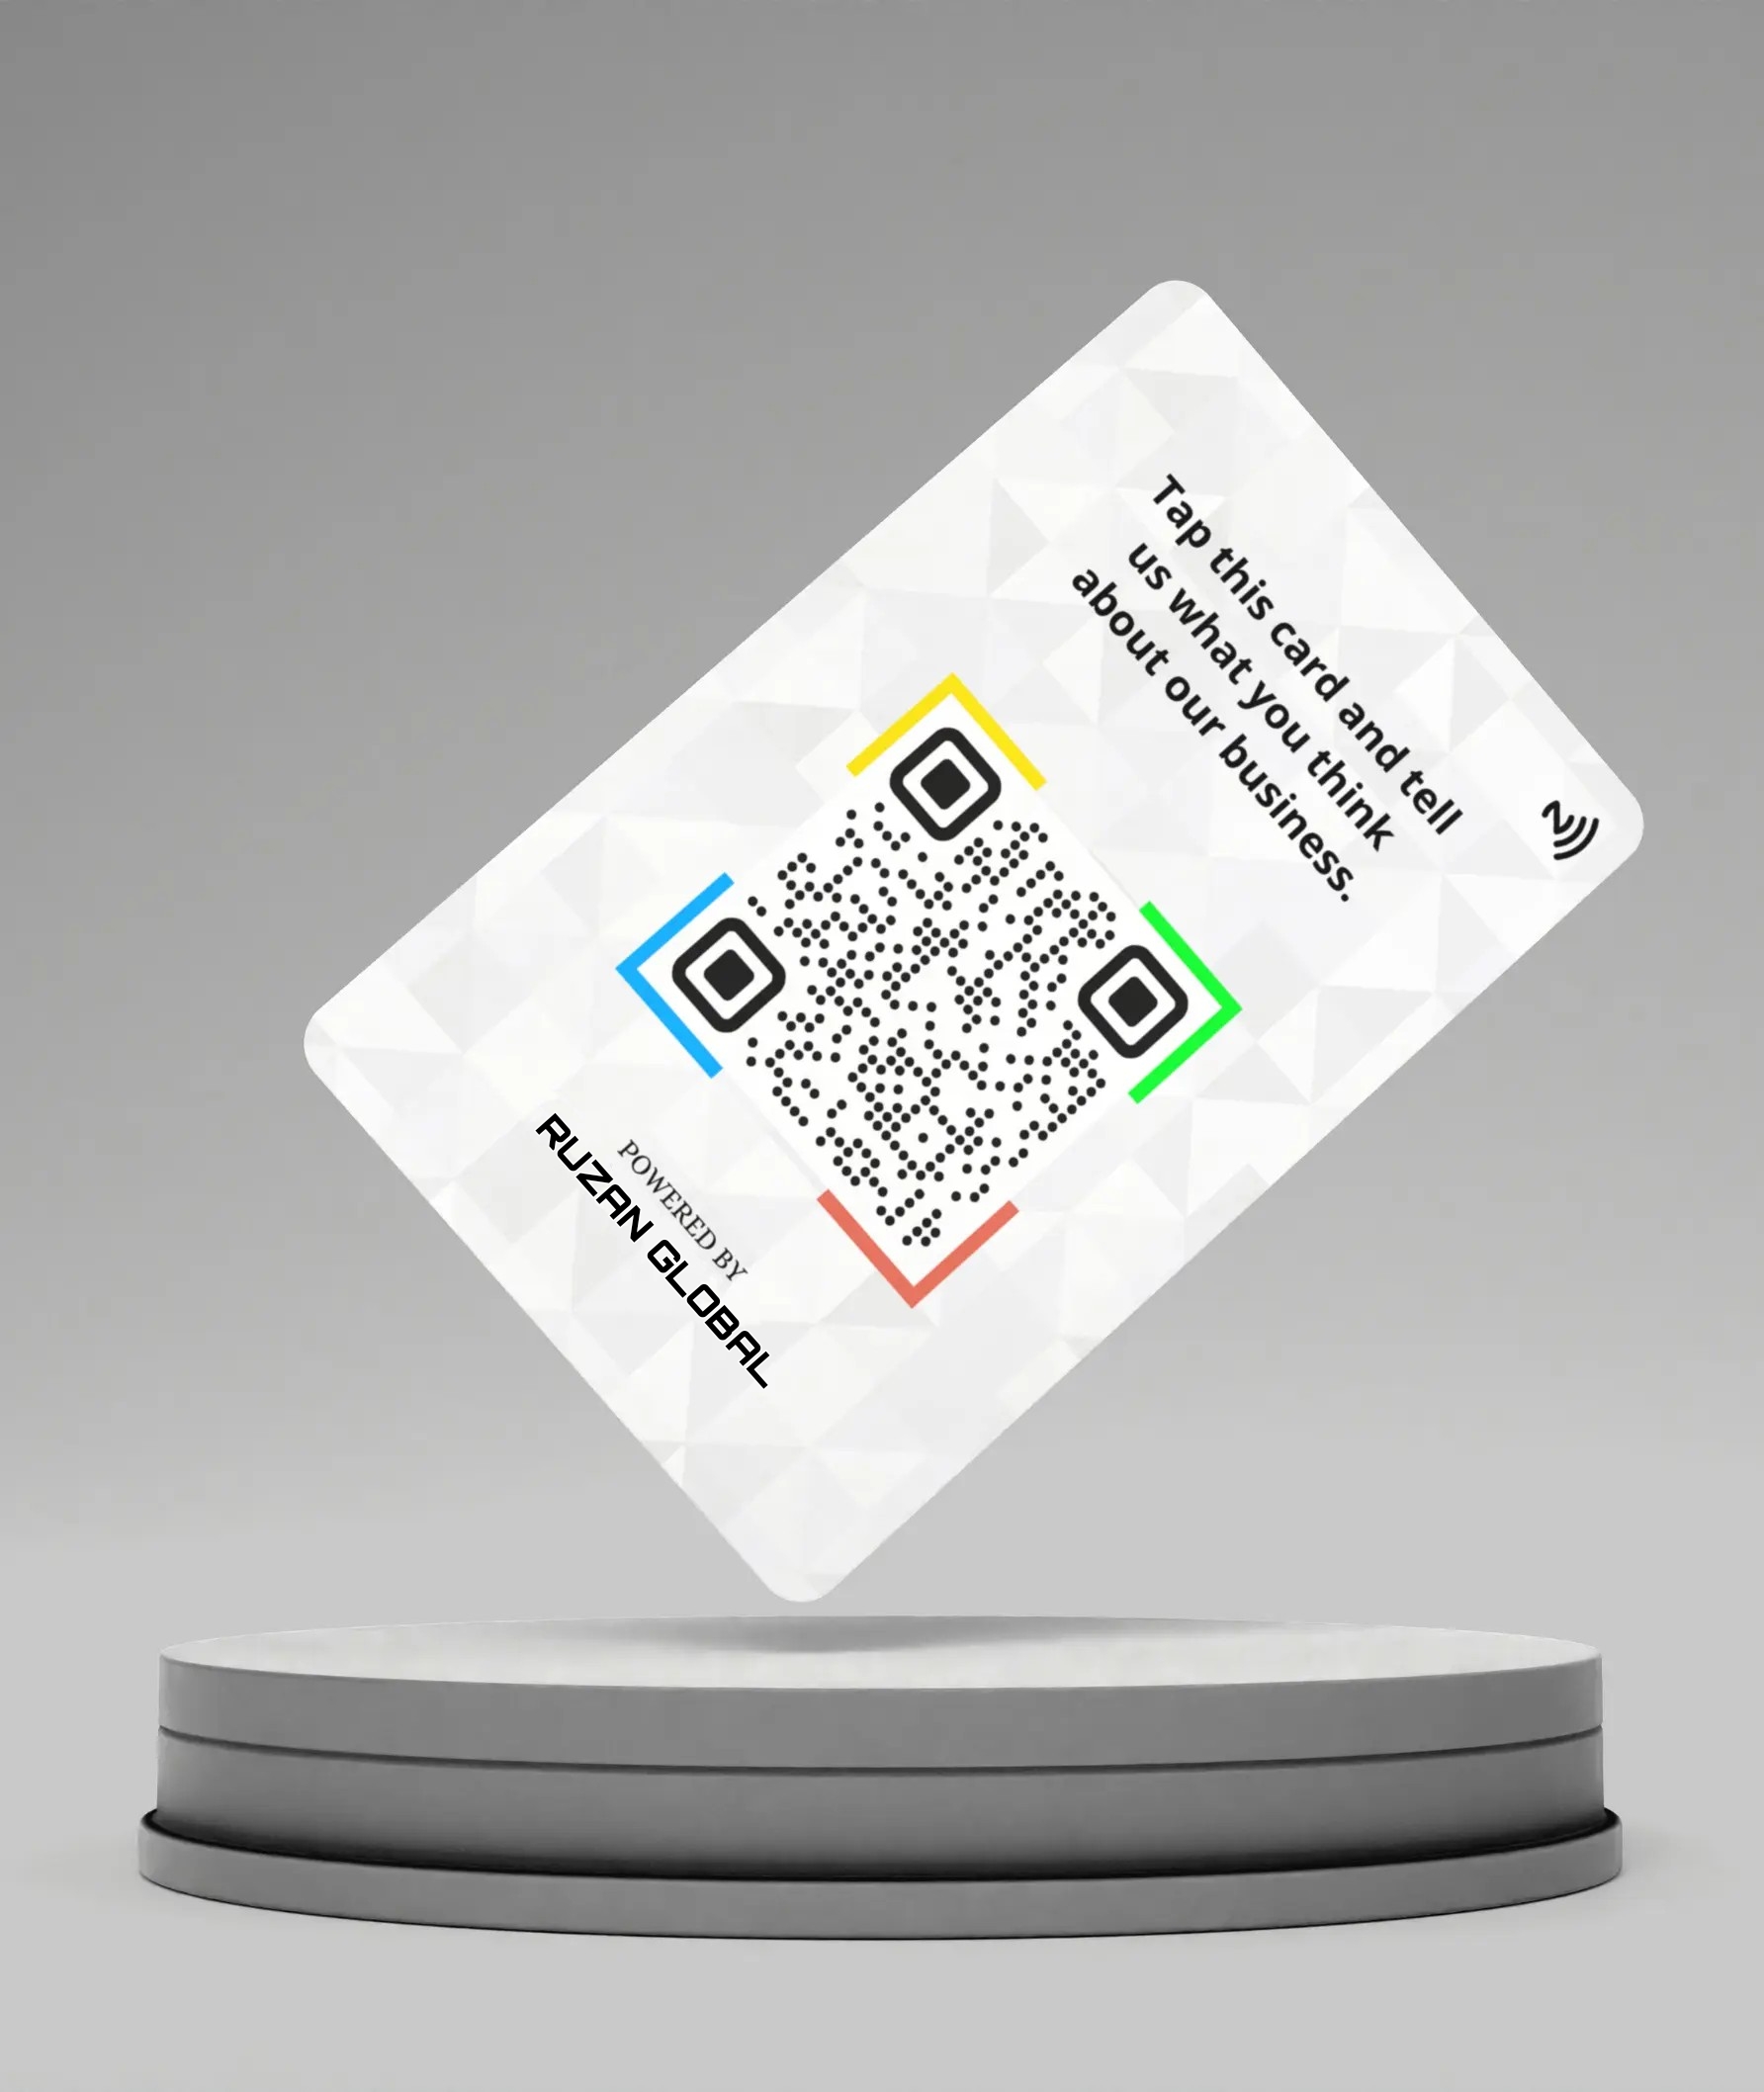 Tap this card and tell
us what you think
about our business.
POWERED BY
RUZAN GLOBAL